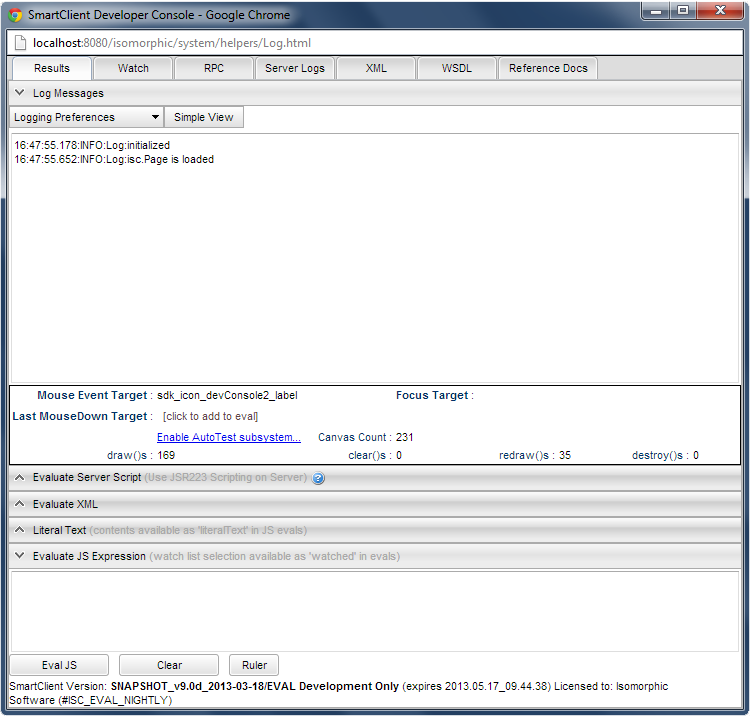 SmartClient Developer Console - Google Chrome
localhost:8080/isomorphic/system/helpers/Log.html
Results Watch RPC Server Logs XML WSDL Reference Docs
Log Messages
Logging Preferences Simple View
16:47:55.178:INFO:Log:initialized
16:47:55.652:INFO:Log:isc.Page is loaded
Mouse Event Target : sdk_icon_devConsole2_label Focus Target :
Last MouseDown Target : [click to add to eval]
Enable AutoTest subsystem... Canvas Count : 231
draw()s : 169 clear()s : 0 redraw()s : 35 destroy()s : 0
Evaluate Server Script (Use JSR223 Scripting on Server) ?
Evaluate XML
Literal Text (contents available as 'literalText' in JS evals)
Evaluate JS Expression (watch list selection available as 'watched' in evals)
Eval JS Clear Ruler
SmartClient Version: SNAPSHOT_v9.0d_2013-03-18/EVAL Development Only (expires 2013.05.17_09.44.38) Licensed to: Isomorphic
Software (#ISC_EVAL_NIGHTLY)